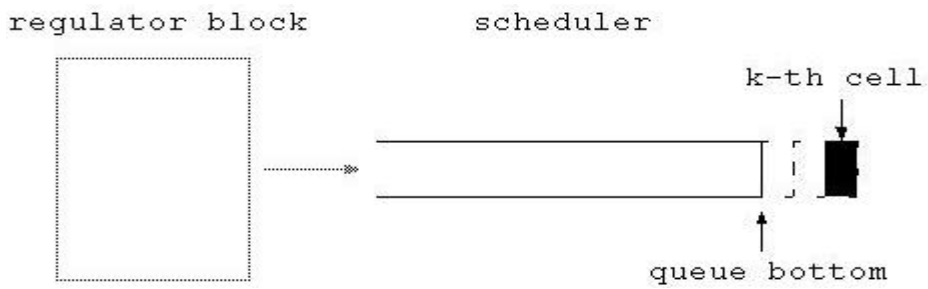 regulator block
scheduler
k-th cell
queue bottom